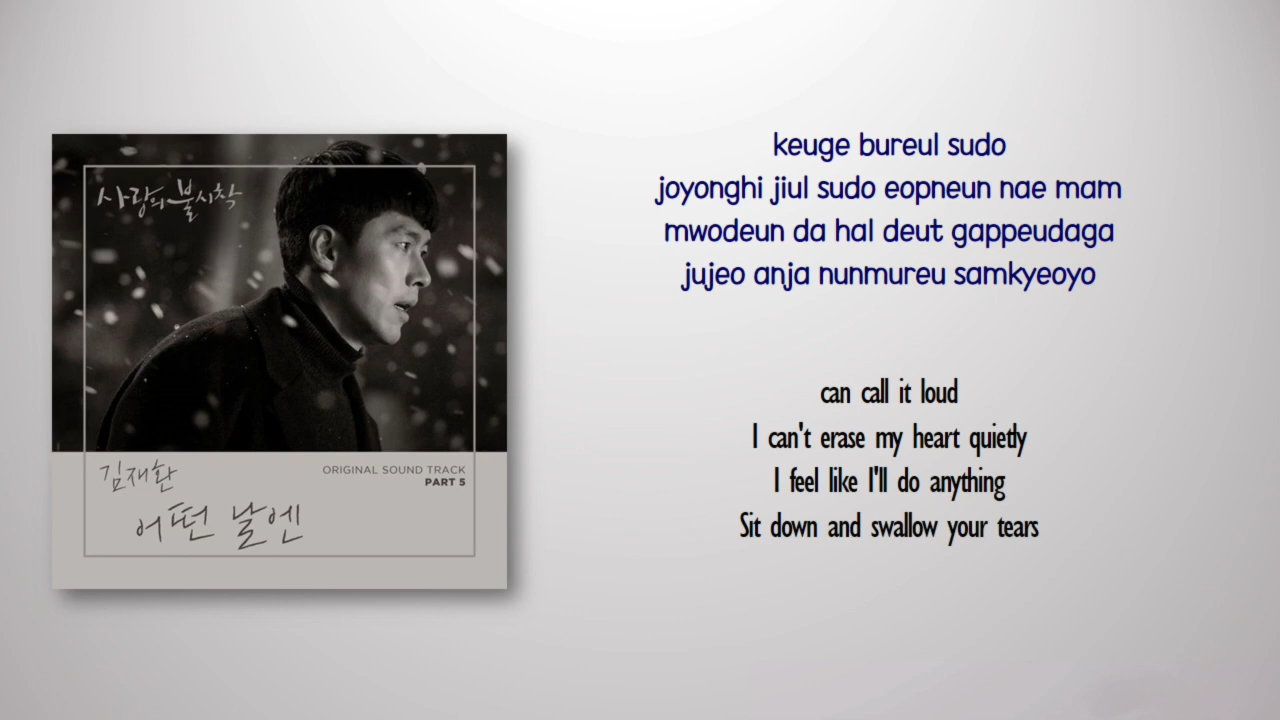 사랑의 불시착
김재환
ORIGINAL SOUND TRACK
PART 5
어떤 날엔
keuge bureul sudo
joyonghi jiul sudo eopneun nae mam
mwodeun da hal deut gappeudaga
jujeo anja nunmureu samkyeoyo
can call it loud
I can't erase my heart quietly
I feel like I'll do anything
Sit down and swallow your tears